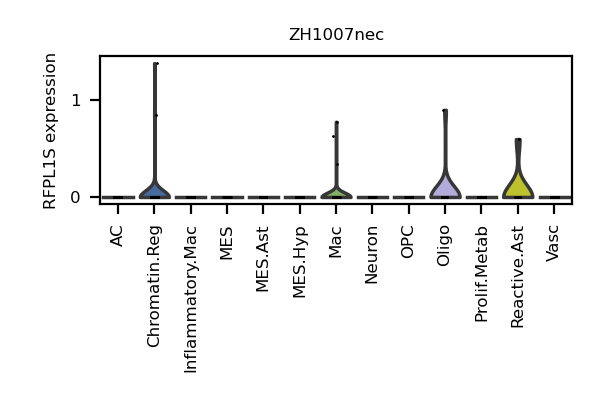 ZH1007nec
RFPL1S expression
1
0
AC
Chromatin.Reg
Inflammatory.Mac
MES
MES.Ast
MES.Hyp
Mac
Neuron
OPC
Oligo
Prolif.Metab
Reactive.Ast
Vasc